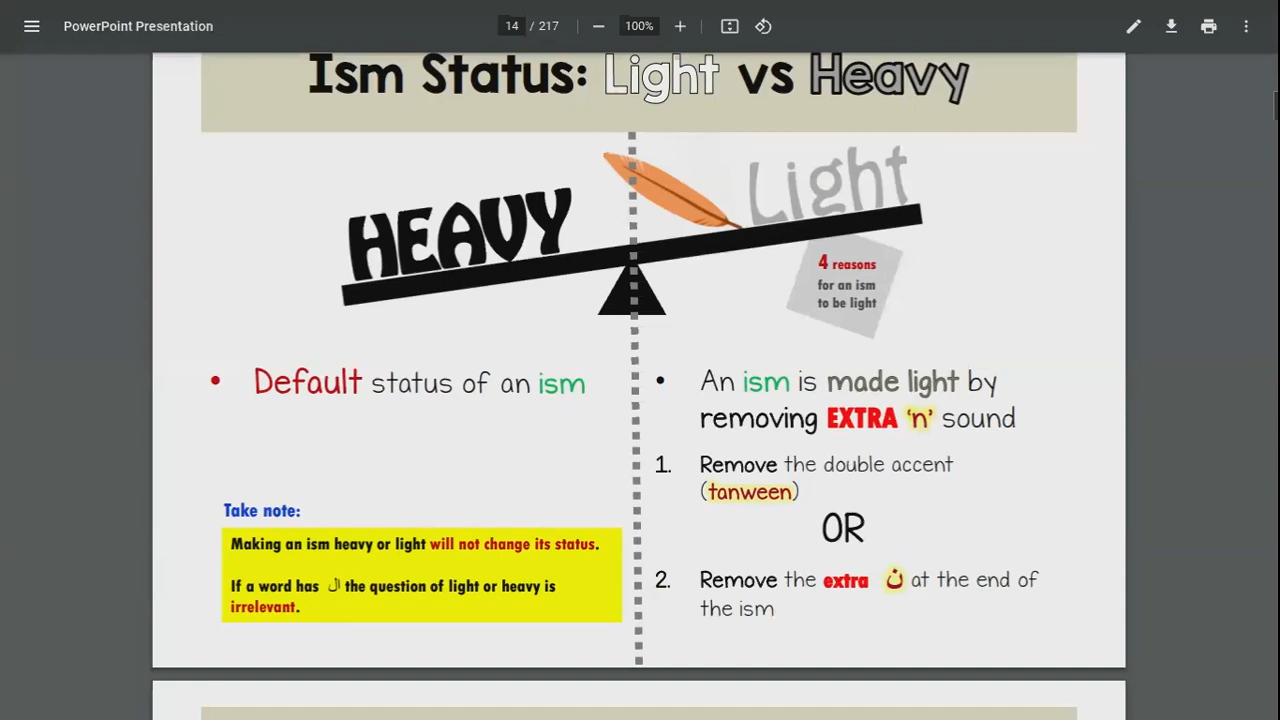 PowerPoint Presentation
14 / 217
100%
Ism Status: Light vs Heavy
HEAVY
Light
4 reasons
for an ism
to be light
• Default status of an ism
Take note:
Making an ism heavy or light will not change its status.
If a word has ال the question of light or heavy is
irrelevant.
• An ism is made light by
removing EXTRA 'n' sound
1. Remove the double accent
(tanween)
OR
2. Remove the extra ن at the end of
the ism